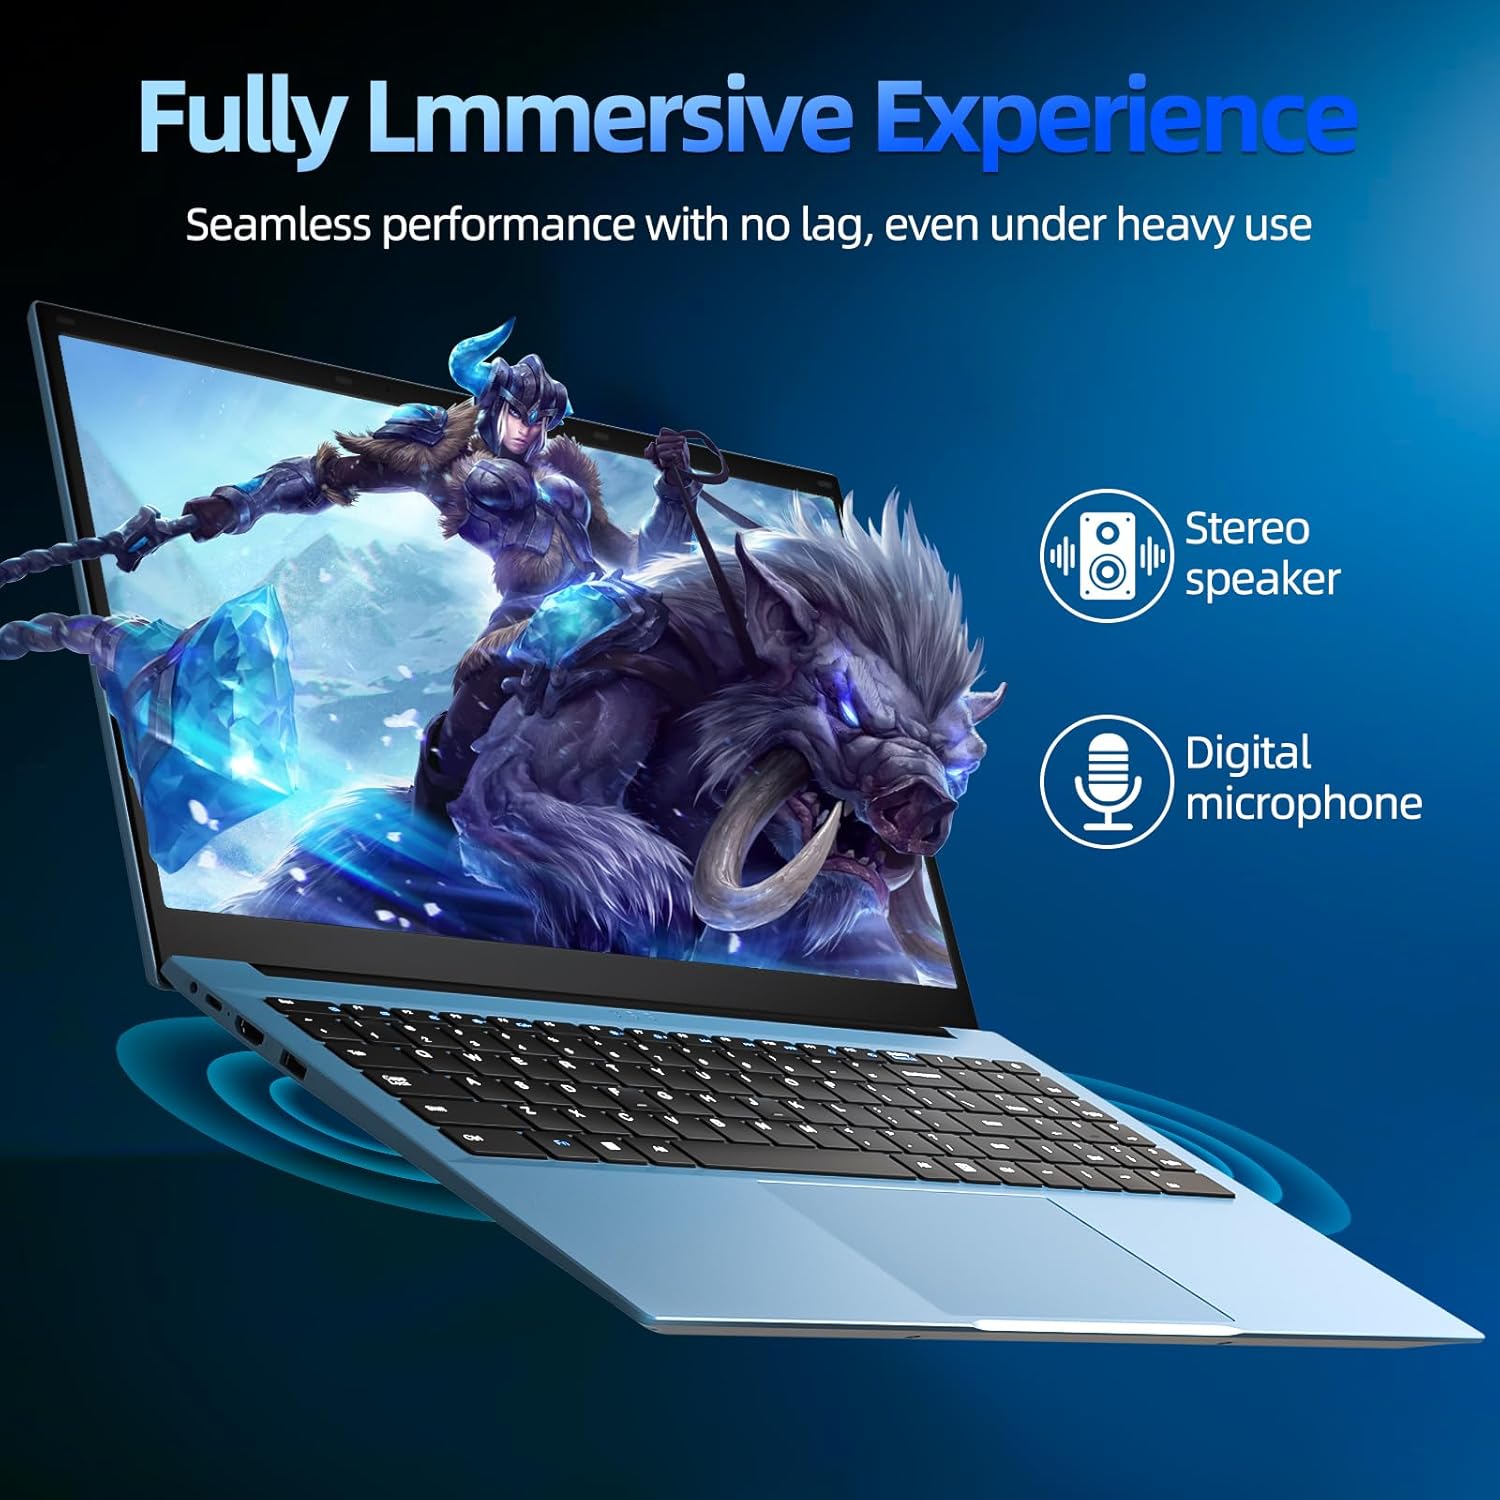 Fully Lmmersive Experience
Seamless performance with no lag, even under heavy use
Stereo
speaker
Digital
microphone